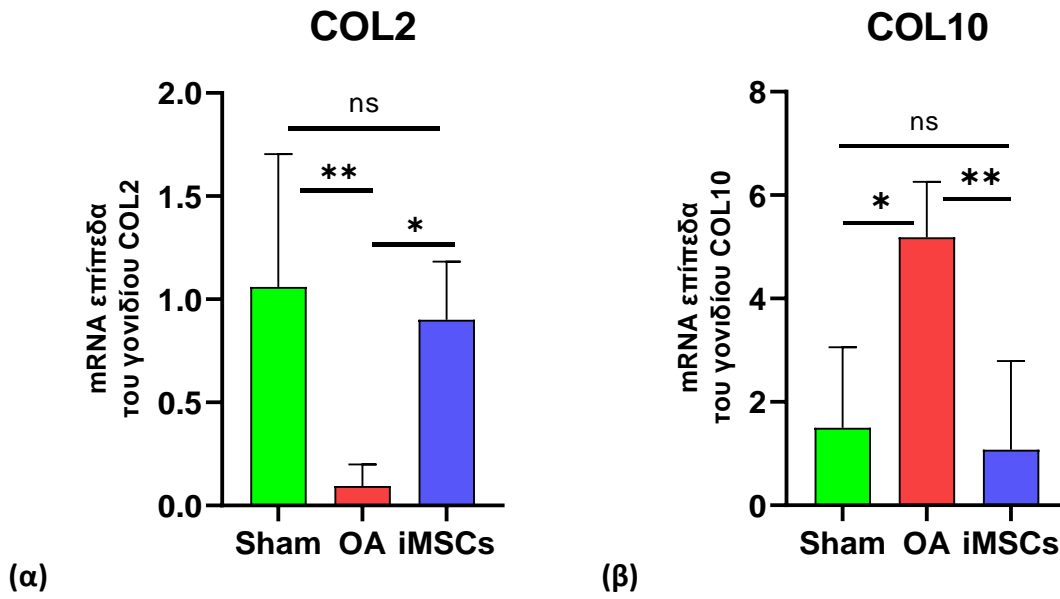 COL2
mRNA επίπεδα
του γονιδίου COL2
2.0
1.5
1.0
0.5
0.0
ns
**
*
Sham OA iMSCs
(α)
COL10
mRNA επίπεδα
του γονιδίου COL10
8
6
4
2
0
ns
*
**
Sham OA iMSCs
(β)